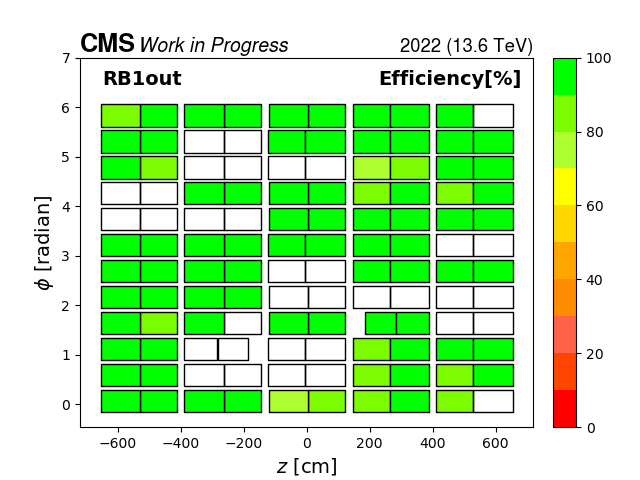 CMS Work in Progress 2022 (13.6 TeV)
RB1out Efficiency[%]
7
6
5
4
3
2
1
0
ϕ [radian]
−600 −400 −200 0 200 400 600
z [cm]
100
80
60
40
20
0